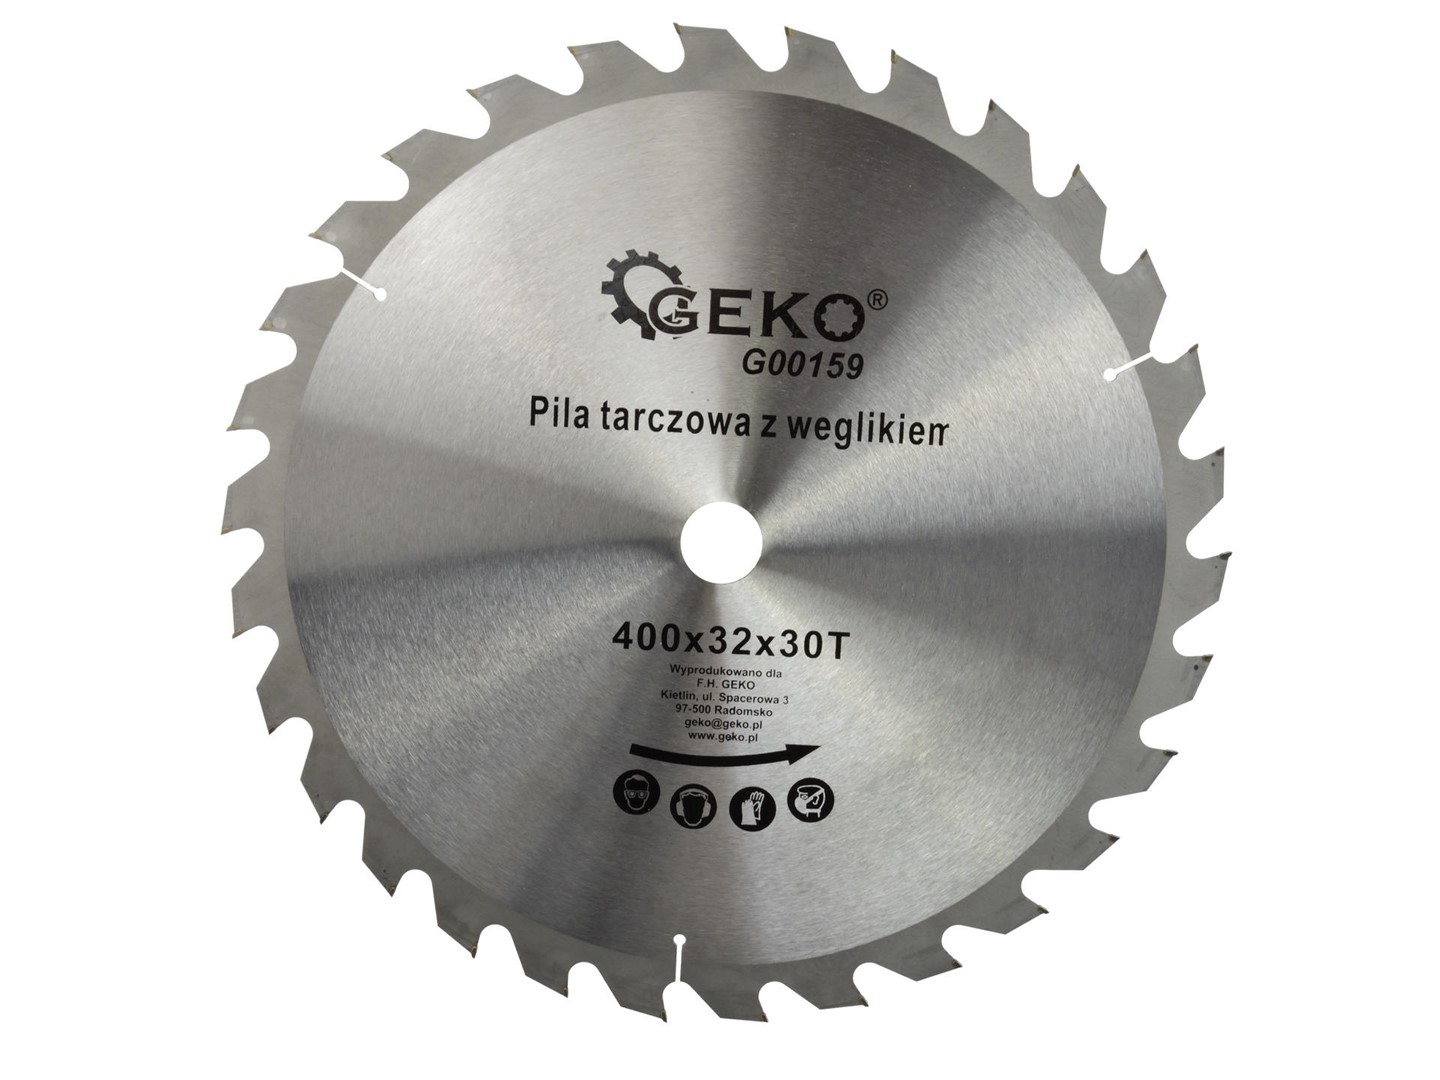 GEKO®
G00159
Pila tarczowa z weglikiem
400x32x30T
Wyprodukowano dla
F.H. GEKO
Kietlin, ul. Spacerowa 3
97-500 Radomsko
geko@geko.pl
www.geko.pl